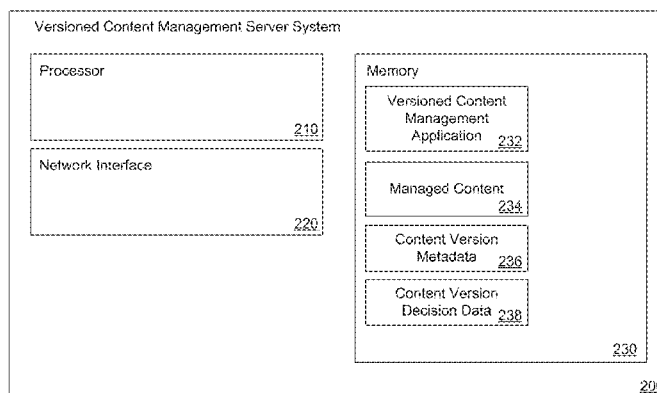 Versioned Content Management Server System
Processor
210
Network Interface
220
Memory
Versioned Content
Management
Application
232
Managed Content
234
Content Version
Metadata
236
Content Version
Decision Data
238
230